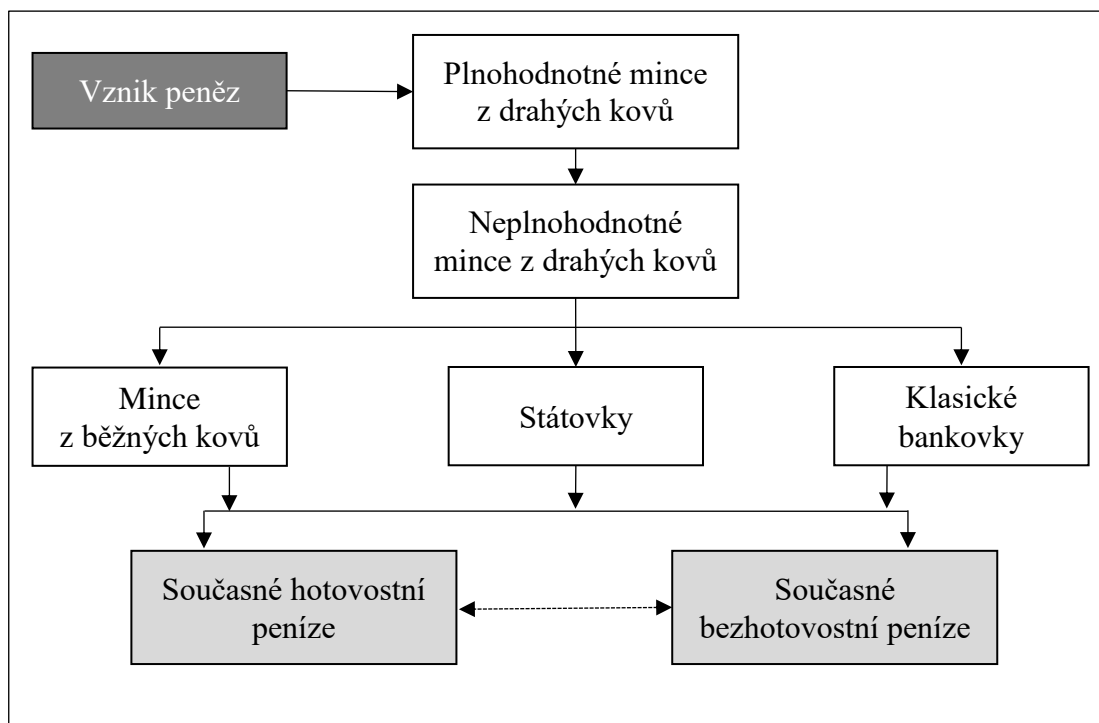 Vznik peněz
Plnohodnotné mince
z drahých kovů
Neplnohodnotné
mince z drahých kovů
Mince
z běžných kovů
Státovky
Klasické
bankovky
Současné hotovostní
peníze
Současné
bezhotovostní peníze